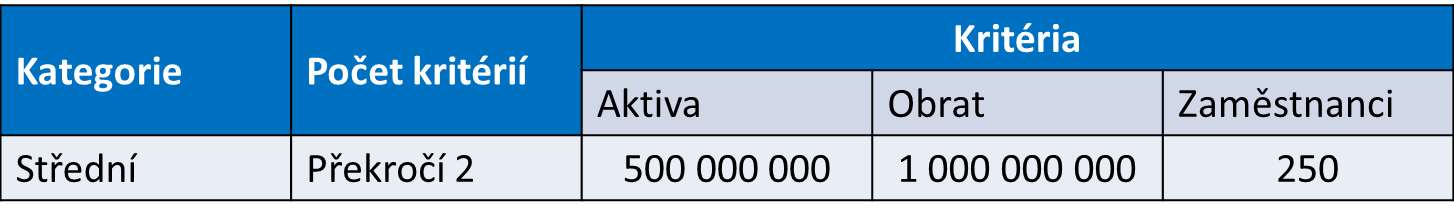 Kategorie
Počet kritérií
Kritéria
Aktiva
Obrat
Zaměstnanci
Střední
Překročí 2
500 000 000
1 000 000 000
250